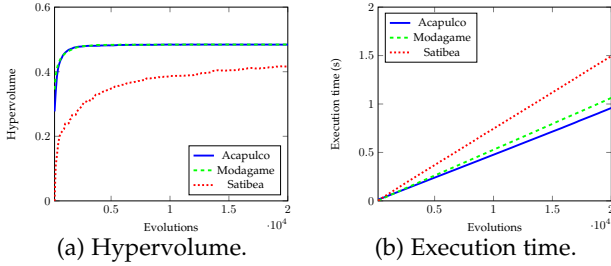 0.6
0.4
0.2
0
Hypervolume
Acapulco
Modagame
Satibea
0.5 1 1.5 2
Evolutions
·10⁴
(a) Hypervolume.
2
1.5
1
0.5
0
Execution time (s)
Acapulco
Modagame
Satibea
0.5 1 1.5 2
Evolutions
·10⁴
(b) Execution time.